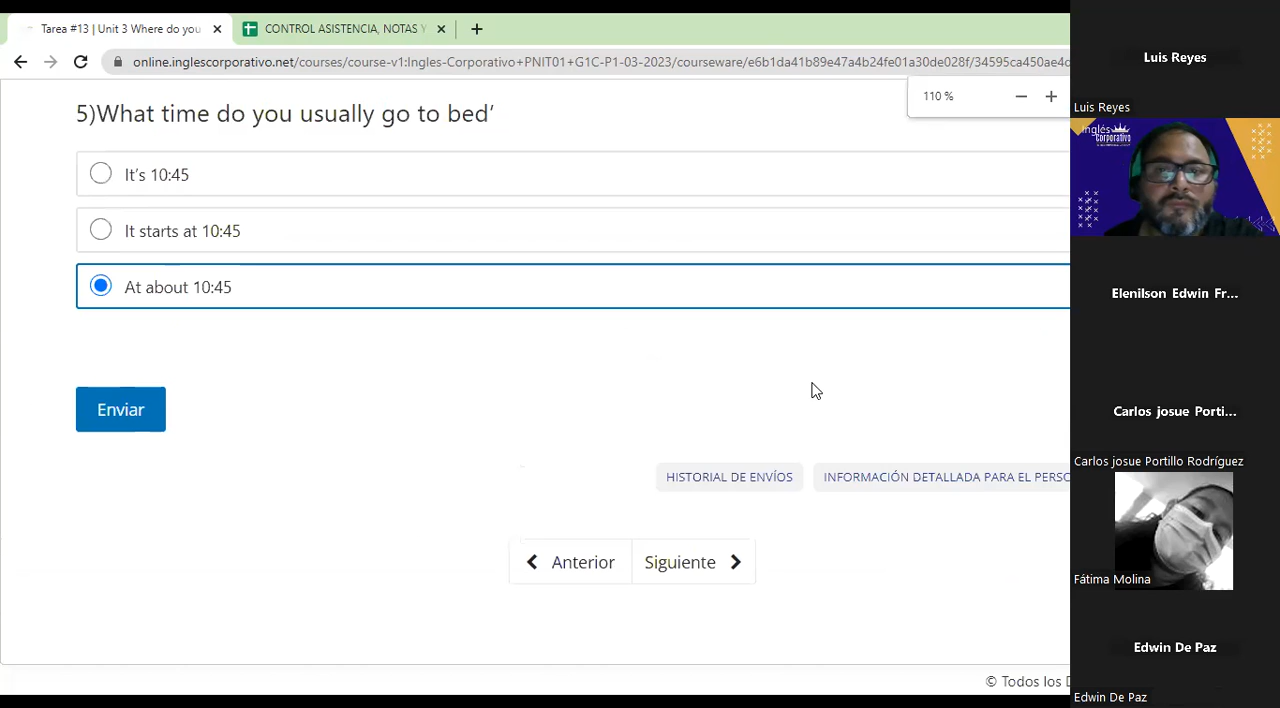 Tarea #13 | Unit 3 Where do you
CONTROL ASISTENCIA, NOTAS Y
online.inglescorporativo.net/courses/course-v1:Ingles-Corporativo+PNIT01+G1C-P1-03-2023/courseware/e6b1da41b89e47a4b24fe01a30de028f/34595ca450ae4d
110 %
5)What time do you usually go to bed’
It’s 10:45
It starts at 10:45
At about 10:45
Enviar
HISTORIAL DE ENVÍOS
INFORMACIÓN DETALLADA PARA EL PERSO
Anterior
Siguiente
© Todos los D
Luis Reyes
Luis Reyes
Inglés
Corporativo
Elenilson Edwin Fr...
Carlos josue Porti...
Carlos josue Portillo Rodríguez
Fátima Molina
Edwin De Paz
Edwin De Paz